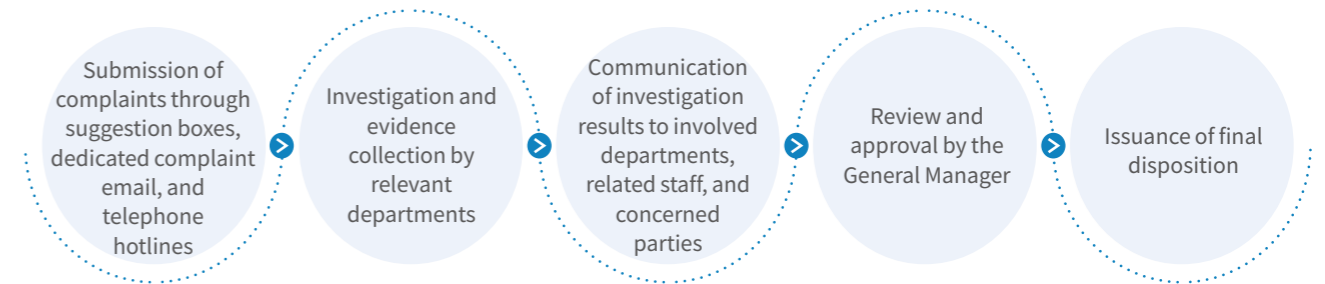 Submission of
complaints through
suggestion boxes,
dedicated complaint
email, and
telephone
hotlines
Investigation and
evidence
collection by
relevant
departments
Communication
of investigation
results to involved
departments,
related staff, and
concerned
parties
Review and
approval by the
General Manager
Issuance of final
disposition